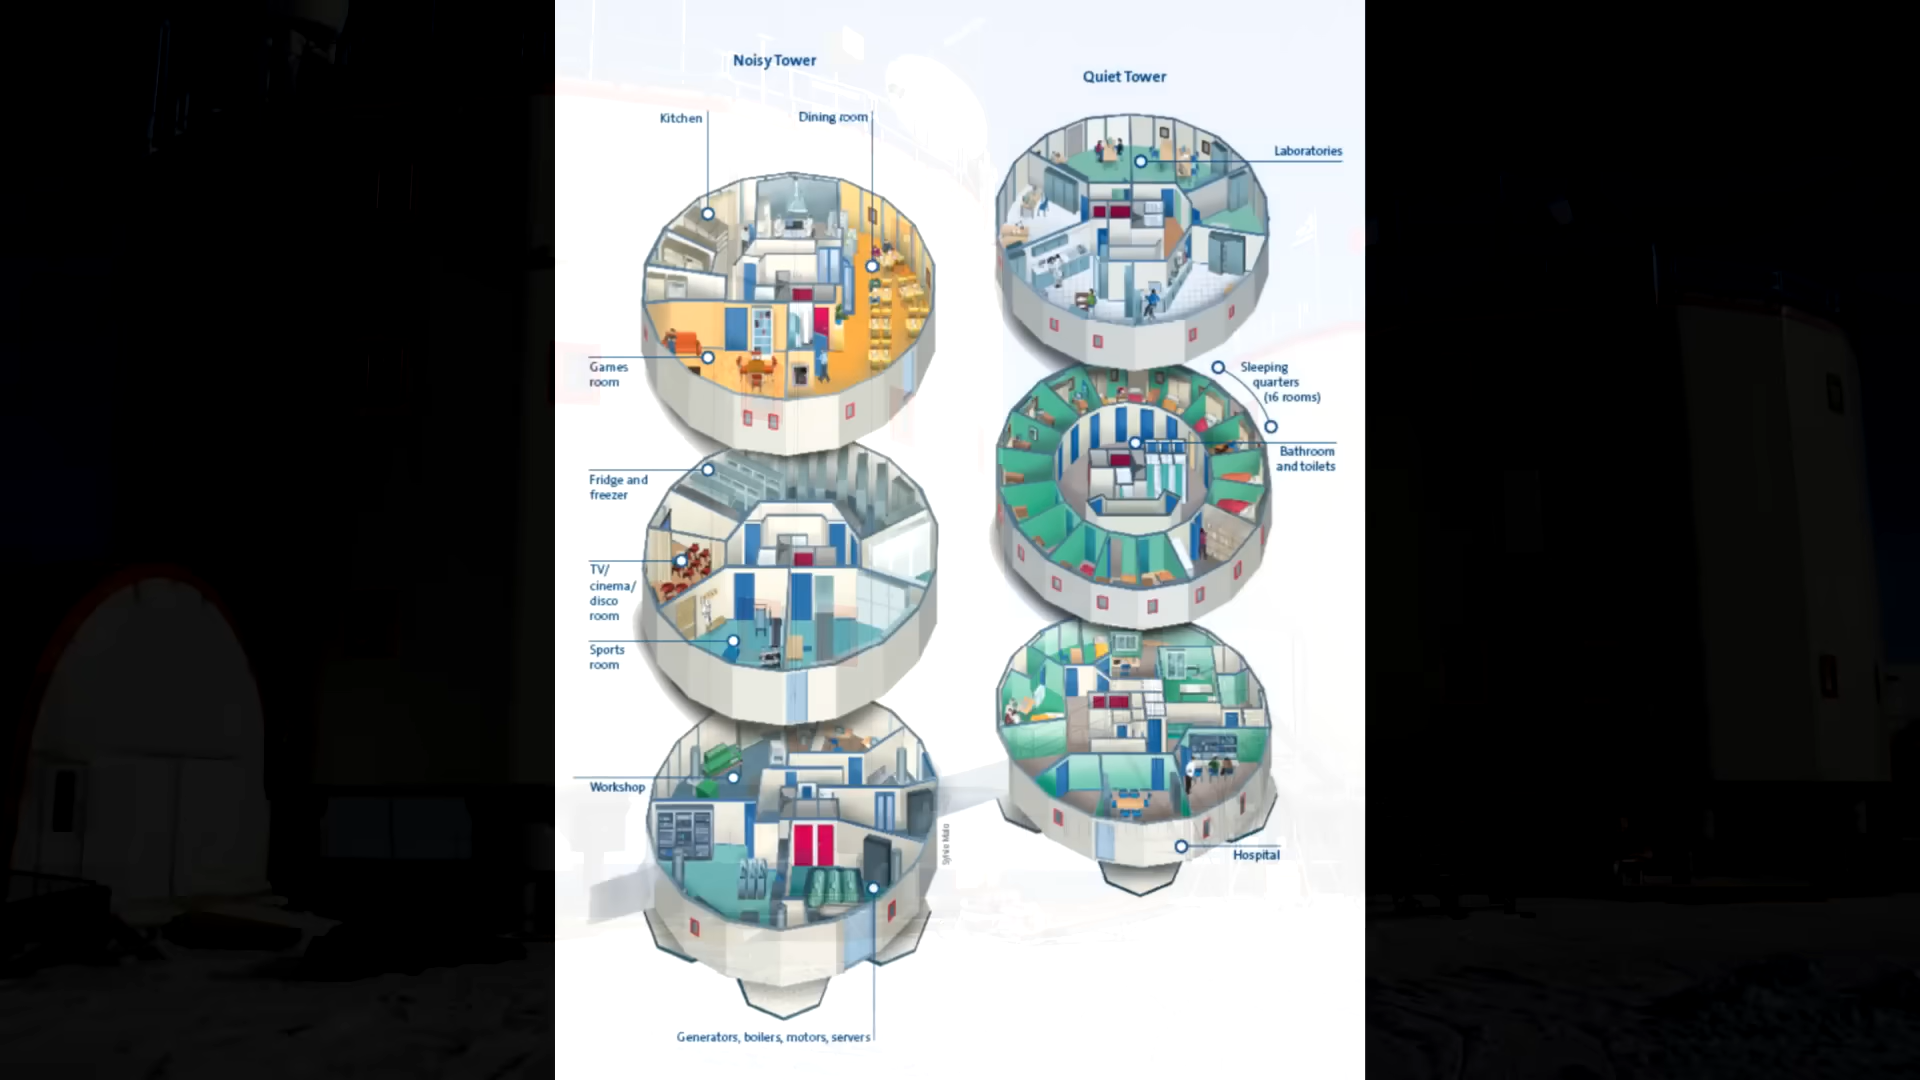 Noisy Tower
Quiet Tower
Kitchen
Dining room
Laboratories
Games
room
Sleeping
quarters
(16 rooms)
Bathroom
and toilets
Fridge and
freezer
TV/
cinema/
disco
room
Sports
room
Workshop
Hospital
Generators, boilers, motors, servers